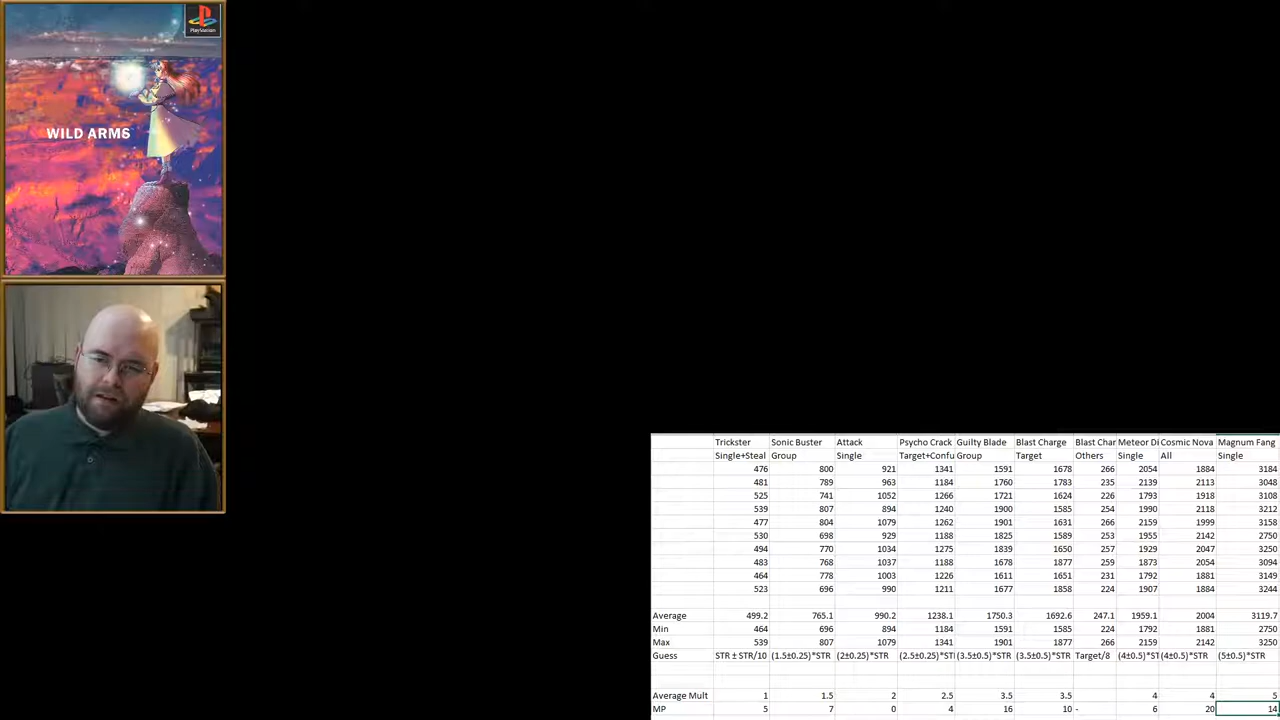 PlayStation
WILD ARMS
Trickster Sonic Buster Attack Psycho Crack Guilty Blade Blast Charge Blast Char Meteor Di Cosmic Nova Magnum Fang
Single+Steal Group Single Target+Confu Group Target Others Single All Single
476 800 921 1341 1591 1678 266 2054 1884 3184
481 789 963 1184 1760 1783 235 2139 2113 3048
525 741 1052 1266 1721 1624 226 1793 1918 3108
539 807 894 1240 1900 1585 254 1990 2118 3212
477 804 1079 1262 1901 1631 266 2159 1999 3158
530 698 929 1188 1825 1589 253 1955 2142 2750
494 770 1034 1275 1839 1650 257 1929 2047 3250
483 768 1037 1188 1678 1877 259 1873 2054 3094
464 778 1003 1226 1611 1651 231 1792 1881 3149
523 696 990 1211 1677 1858 224 1907 1884 3244
Average 499.2 765.1 990.2 1238.1 1750.3 1692.6 247.1 1959.1 2004 3119.7
Min 464 696 894 1184 1591 1585 224 1792 1881 2750
Max 539 807 1079 1341 1901 1877 266 2159 2142 3250
Guess STR ± STR/10 (1.5±0.25)*STR (2±0.25)*STR (2.5±0.25)*STI (3.5±0.5)*STR (3.5±0.5)*STR Target/8 (4±0.5)*ST (4±0.5)*STR (5±0.5)*STR
Average Mult 1 1.5 2 2.5 3.5 3.5 4 4 5
MP 5 7 0 4 16 10 - 6 20 14